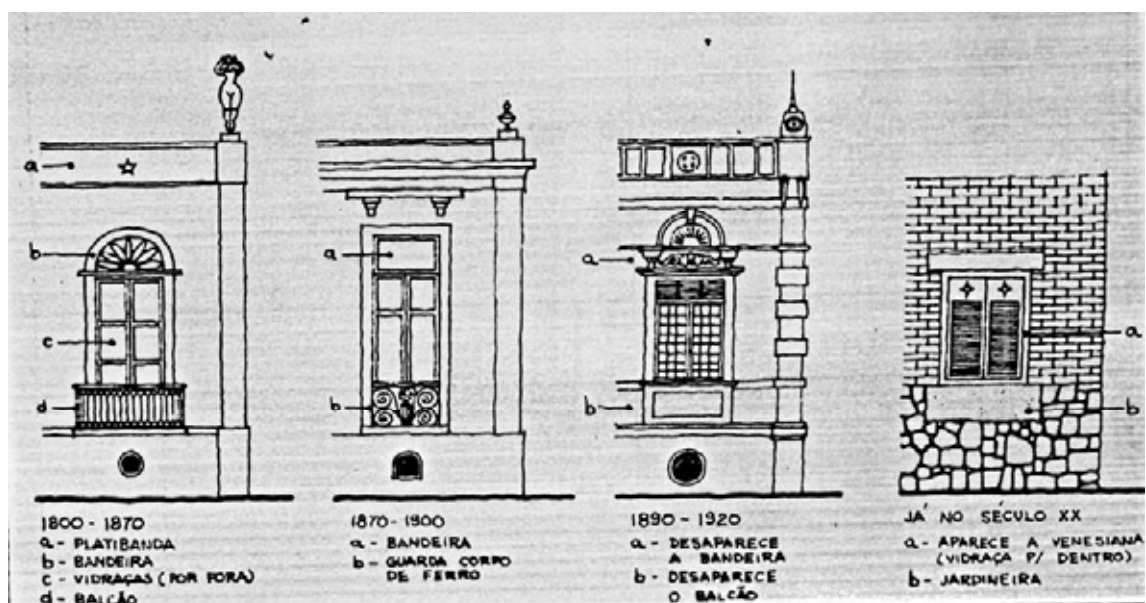 a
b
c
d
1800 - 1870
a - PLATIBANDA
b - BANDEIRA
c - VIDRAÇAS (POR FORA)
d - BALCÃO
a
b
1870 - 1900
a - BANDEIRA
b - GUARDA CORPO
DE FERRO
a
b
1890 - 1920
a - DESAPARECE
A BANDEIRA
b - DESAPARECE
O BALCÃO
a
b
JÁ NO SÉCULO XX
a - APARECE A VENESIANA
(VIDRAÇA P/ DENTRO)
b - JARDINEIRA